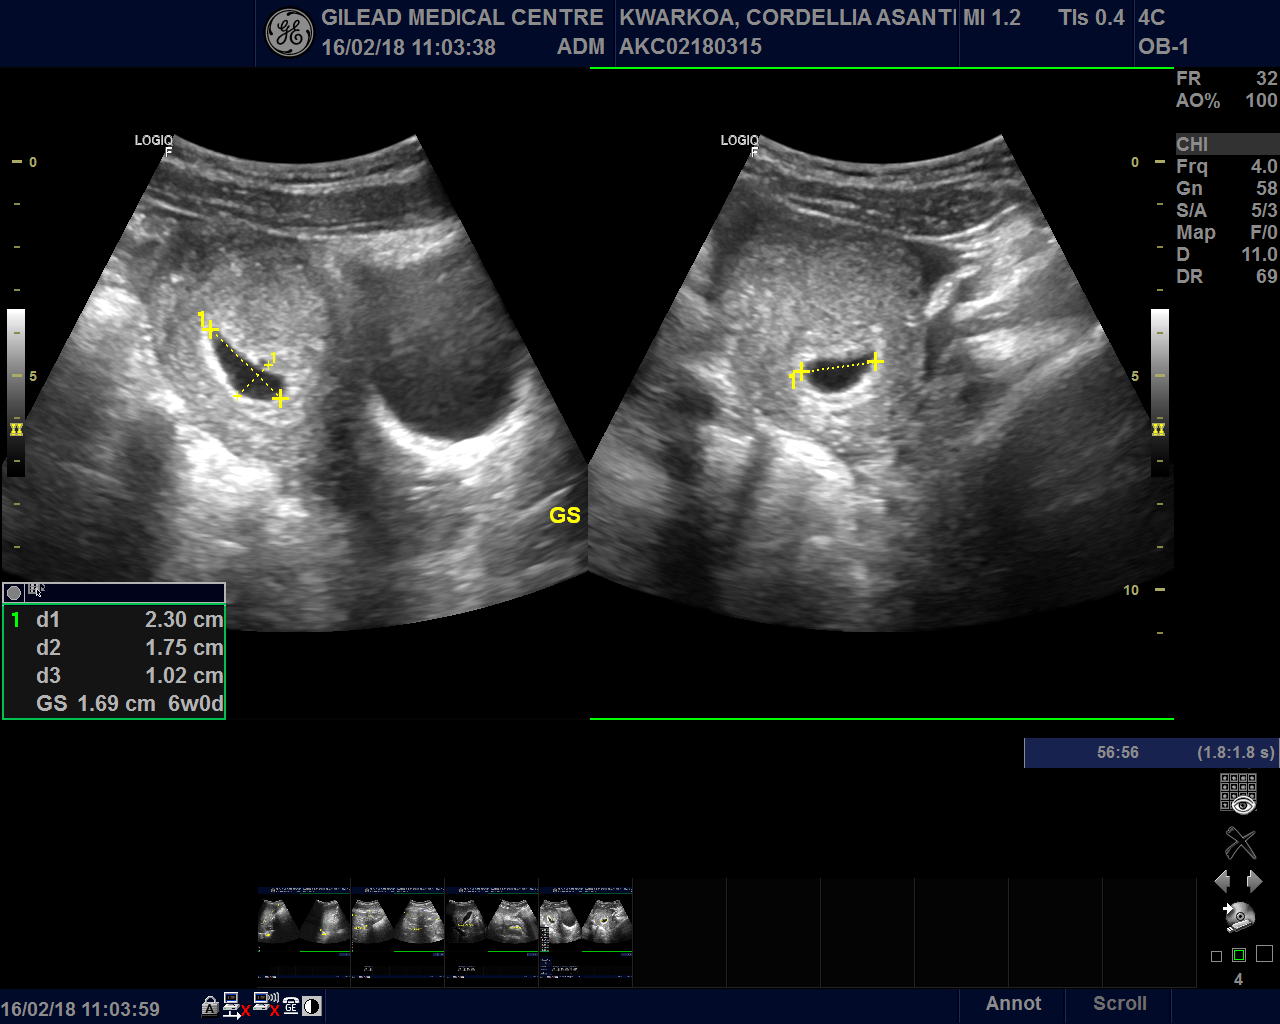 GILEAD MEDICAL CENTRE
16/02/18 11:03:38 ADM
KWARKOA, CORDELLIA ASANTI
AKC02180315
MI 1.2 TIs 0.4
4C
OB-1
FR 32
AO% 100
CHI
Frq 4.0
Gn 58
S/A 5/3
Map F/0
D 11.0
DR 69
LOGIQ
F
LOGIQ
F
0
5
0
5
10
1
1
1
GS
1 d1 2.30 cm
d2 1.75 cm
d3 1.02 cm
GS 1.69 cm 6w0d
56:56 (1.8:1.8 s)
4
16/02/18 11:03:59
A
GE
Annot
Scroll